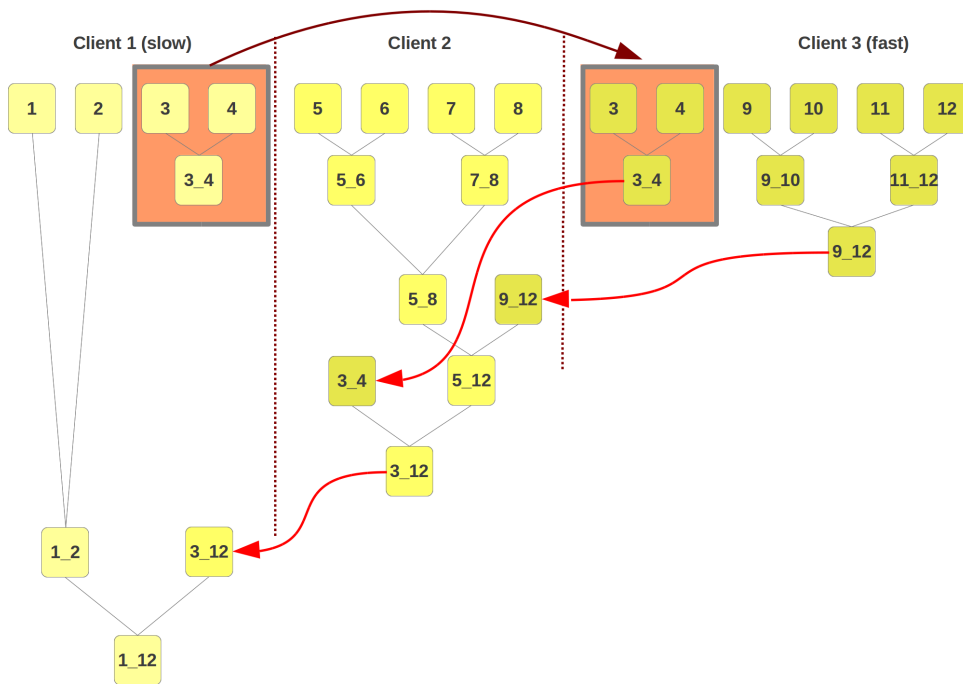 Client 1 (slow)
Client 2
Client 3 (fast)
1 2 3 4 5 6 7 8 3 4 9 10 11 12
3_4 5_6 7_8 3_4 9_10 11_12
9_12
5_8 9_12
3_4 5_12
3_12
1_2 3_12
1_12